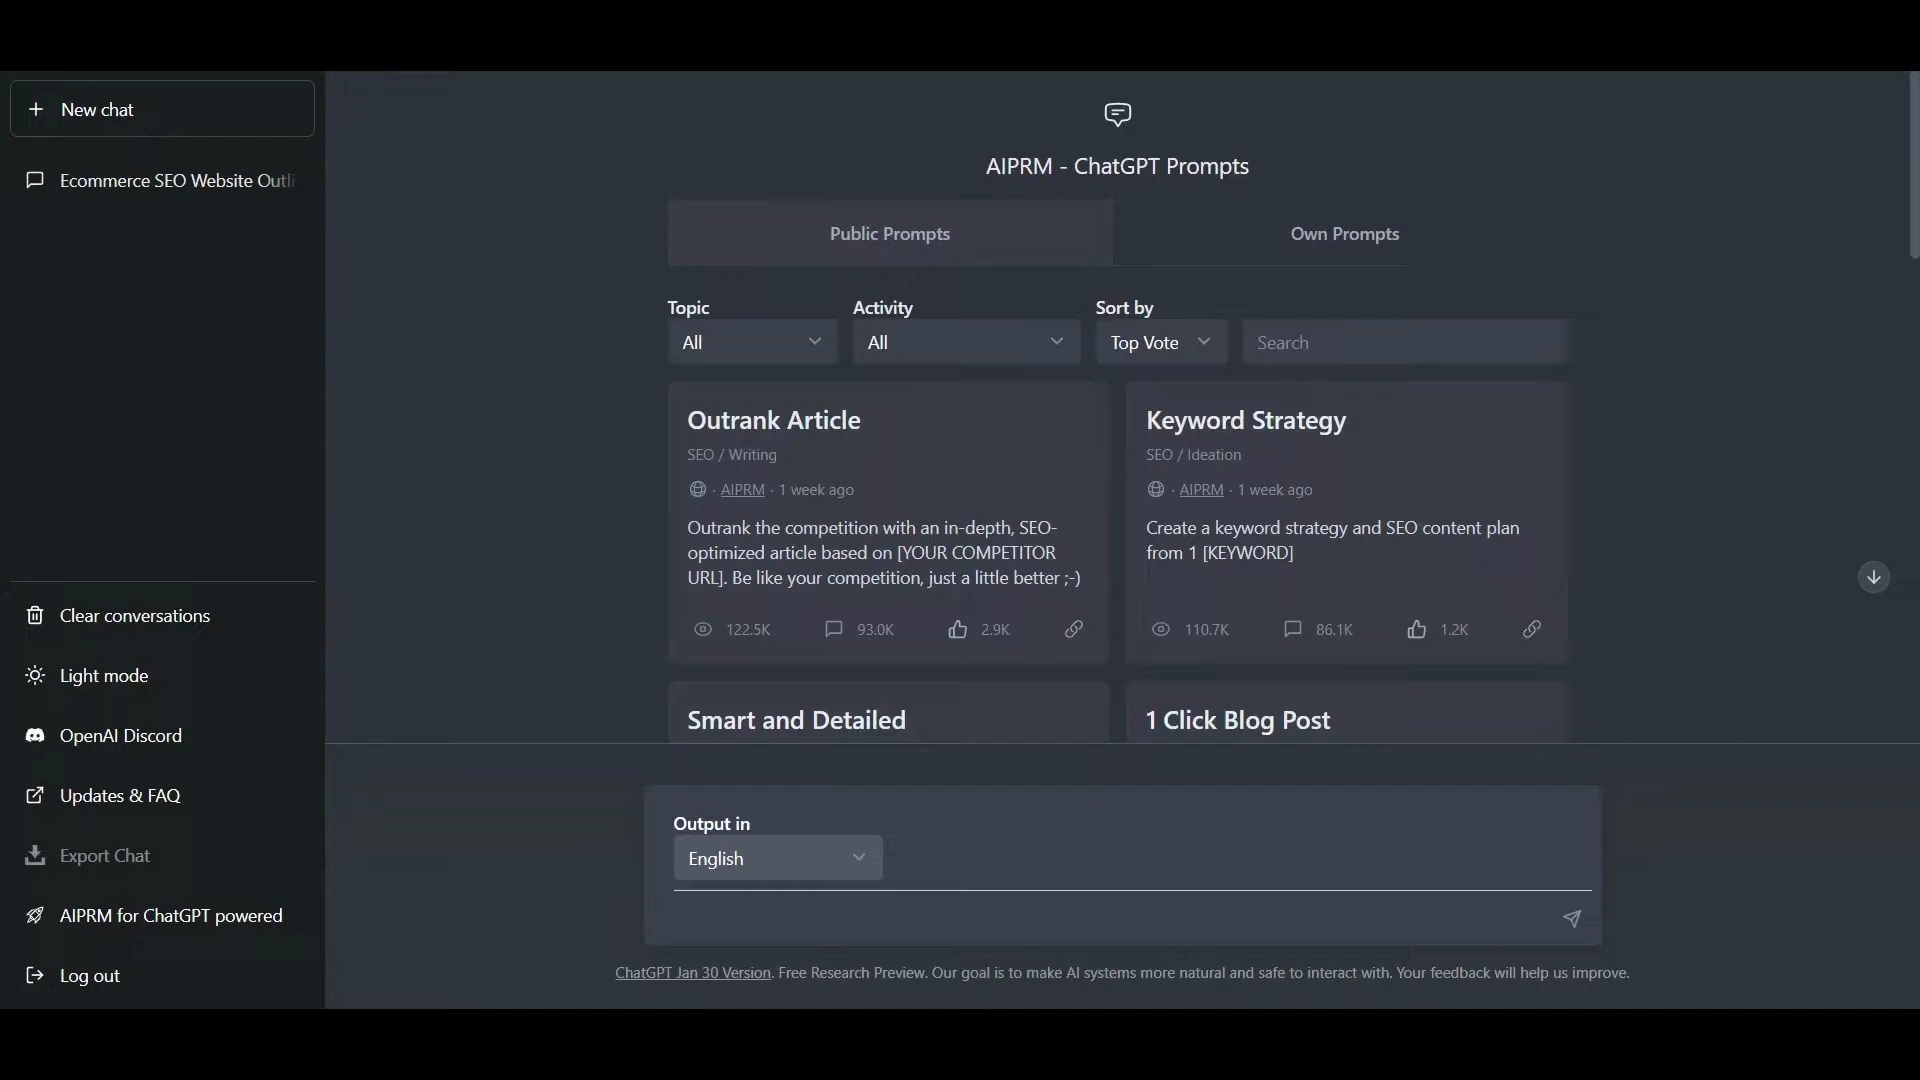 New chat
Ecommerce SEO Website Outli
Clear conversations
Light mode
OpenAI Discord
Updates & FAQ
Export Chat
AIPRM for ChatGPT powered
Log out
AIPRM - ChatGPT Prompts
Public Prompts
Own Prompts
Topic
Activity
Sort by
All
All
Top Vote
Search
Outrank Article
SEO / Writing
· AIPRM · 1 week ago
Outrank the competition with an in-depth, SEO-
optimized article based on [YOUR COMPETITOR
URL]. Be like your competition, just a little better ;-)
122.5K 93.0K 2.9K
Keyword Strategy
SEO / Ideation
· AIPRM · 1 week ago
Create a keyword strategy and SEO content plan
from 1 [KEYWORD]
110.7K 86.1K 1.2K
Smart and Detailed
1 Click Blog Post
Output in
English
ChatGPT Jan 30 Version. Free Research Preview. Our goal is to make AI systems more natural and safe to interact with. Your feedback will help us improve.